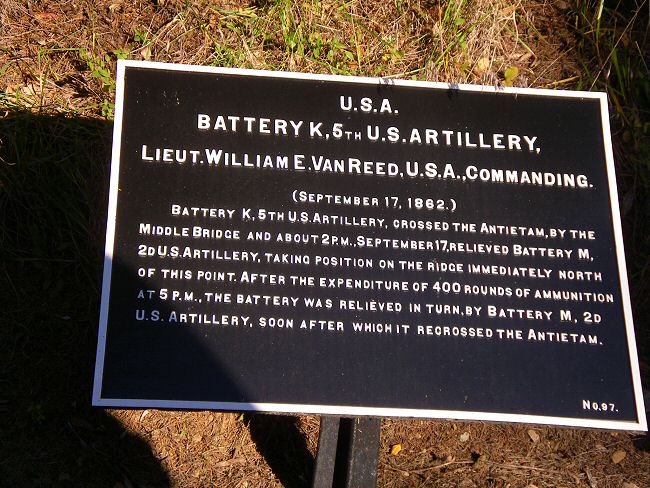 U.S.A.
BATTERY K, 5TH U.S. ARTILLERY,
LIEUT. WILLIAM E. VANREED, U.S.A., COMMANDING.
(SEPTEMBER 17, 1862.)
BATTERY K, 5TH U.S. ARTILLERY, CROSSED THE ANTIETAM, BY THE
MIDDLE BRIDGE AND ABOUT 2 P.M., SEPTEMBER 17, RELIEVED BATTERY M,
2D U.S. ARTILLERY, TAKING POSITION ON THE RIDGE IMMEDIATELY NORTH
OF THIS POINT. AFTER THE EXPENDITURE OF 400 ROUNDS OF AMMUNITION
AT 5 P.M., THE BATTERY WAS RELIEVED IN TURN, BY BATTERY M, 2D
U.S. ARTILLERY, SOON AFTER WHICH IT RECROSSED THE ANTIETAM.
NO. 97.